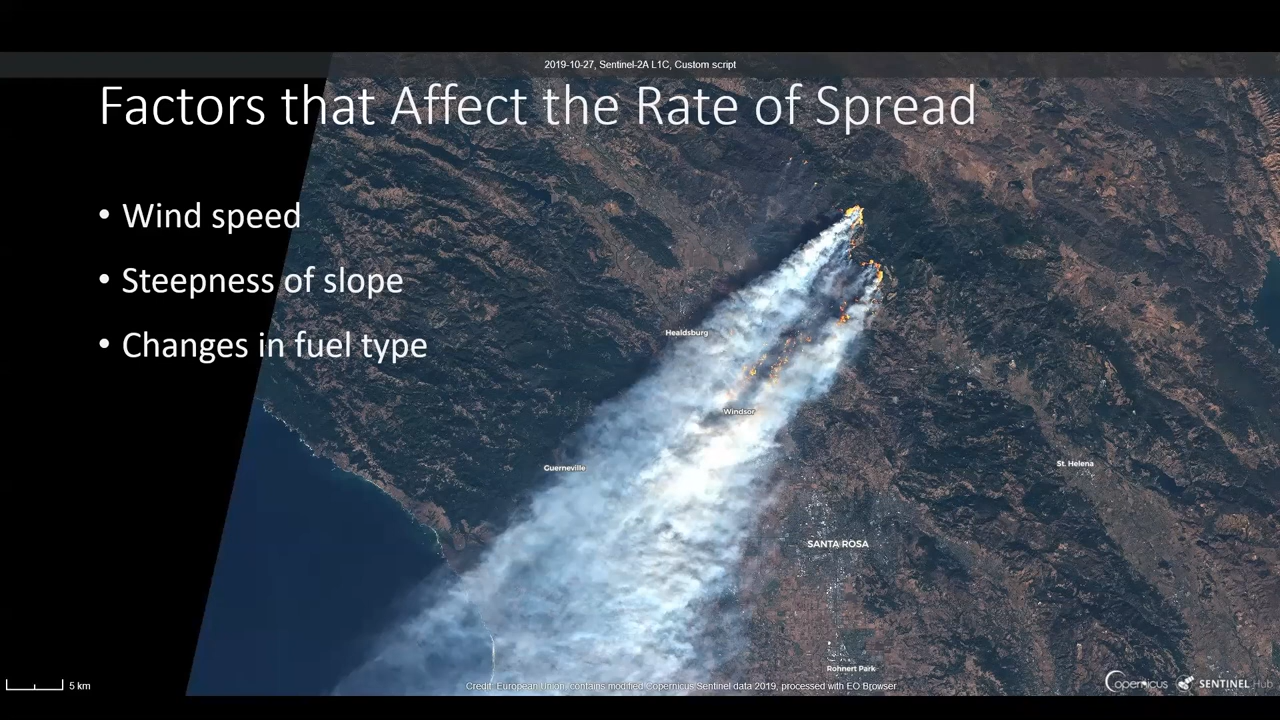 2019-10-27, Sentinel-2A L1C, Custom script
Factors that Affect the Rate of Spread
• Wind speed
• Steepness of slope
• Changes in fuel type
Healdsburg
Windsor
Guerneville
St. Helena
SANTA ROSA
Rohnert Park
5 km
Credit: European Union, contains modified Copernicus Sentinel data 2019, processed with EO Browser
Copernicus
SENTINEL Hub